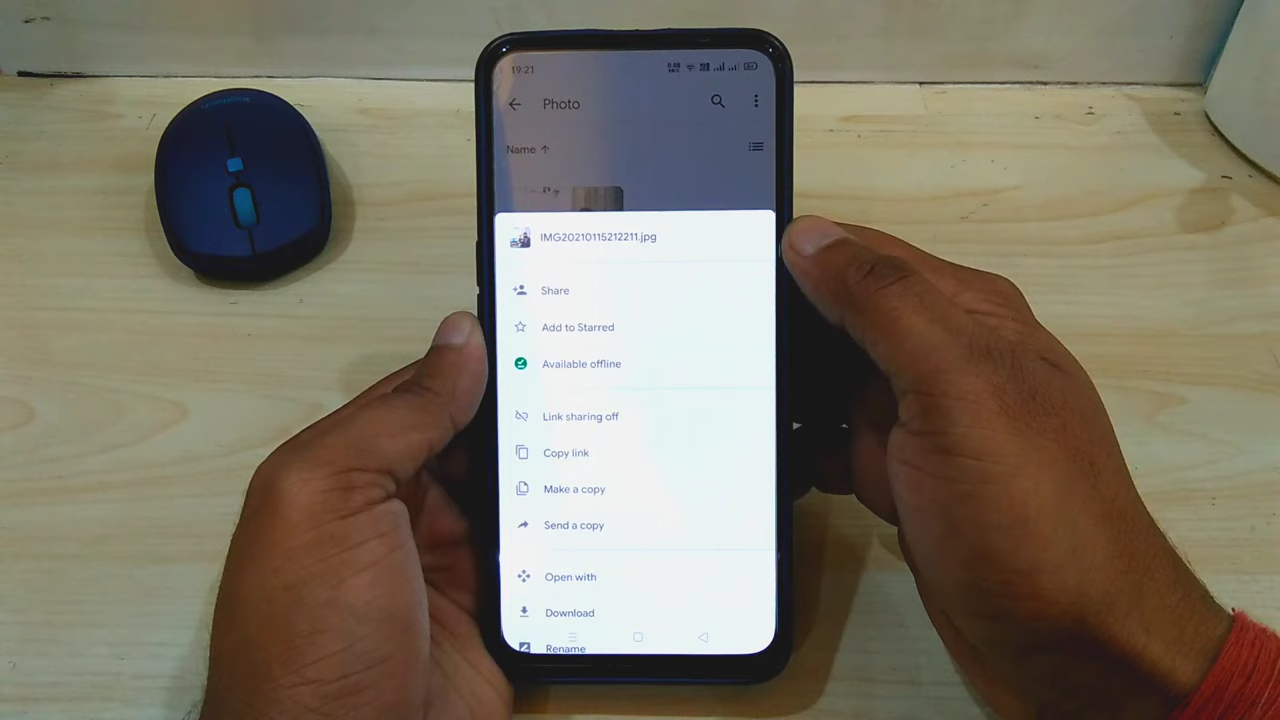 19:21
Photo
Name
IMG20210115212211.jpg
Share
Add to Starred
Available offline
Link sharing off
Copy link
Make a copy
Send a copy
Open with
Download
Rename